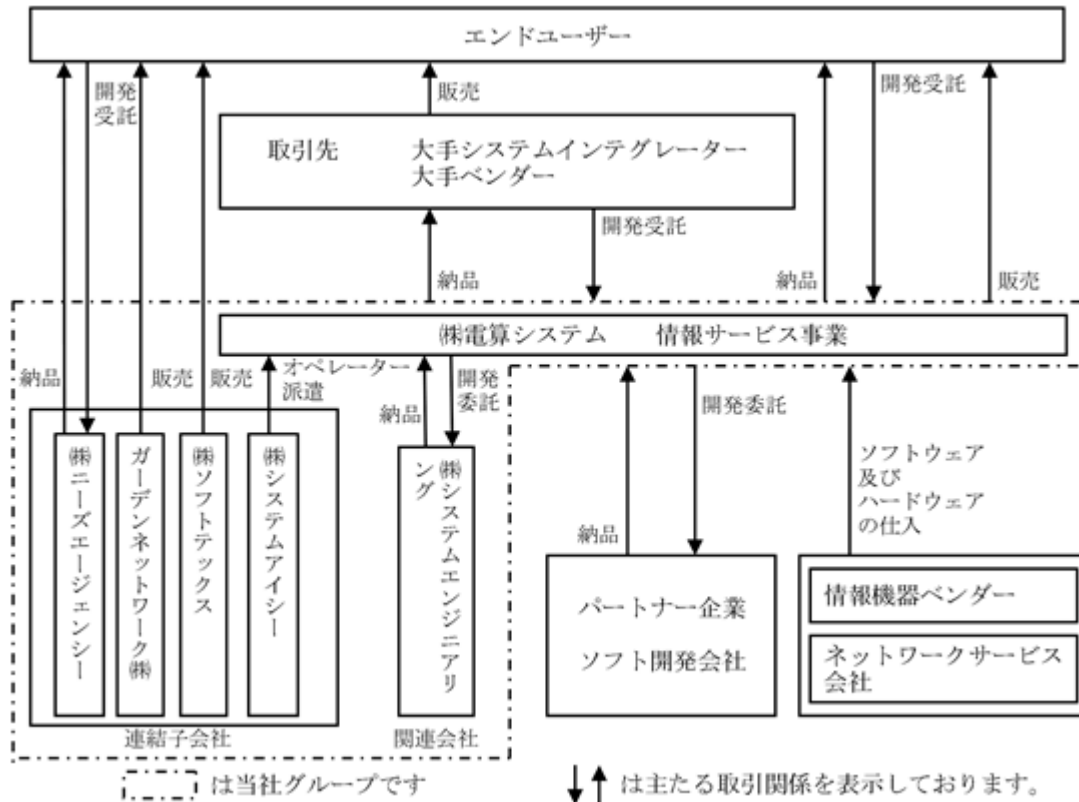 エンドユーザー
開発
受託
販売
開発受託
取引先 大手システムインテグレーター
大手ベンダー
開発受託
納品
納品
販売
㈱電算システム 情報サービス事業
納品
販売
販売
オペレーター
派遣
納品
開発
委託
開発委託
㈱ニーズエージェンシー
ガーデンネットワーク㈱
㈱ソフトテックス
㈱システムアイシー
㈱システムエンジニアリ
ング
ソフトウェア
及び
ハードウェア
の仕入
納品
パートナー企業
ソフト開発会社
情報機器ベンダー
ネットワークサービス
会社
連結子会社
関連会社
は当社グループです
は主たる取引関係を表示しております。